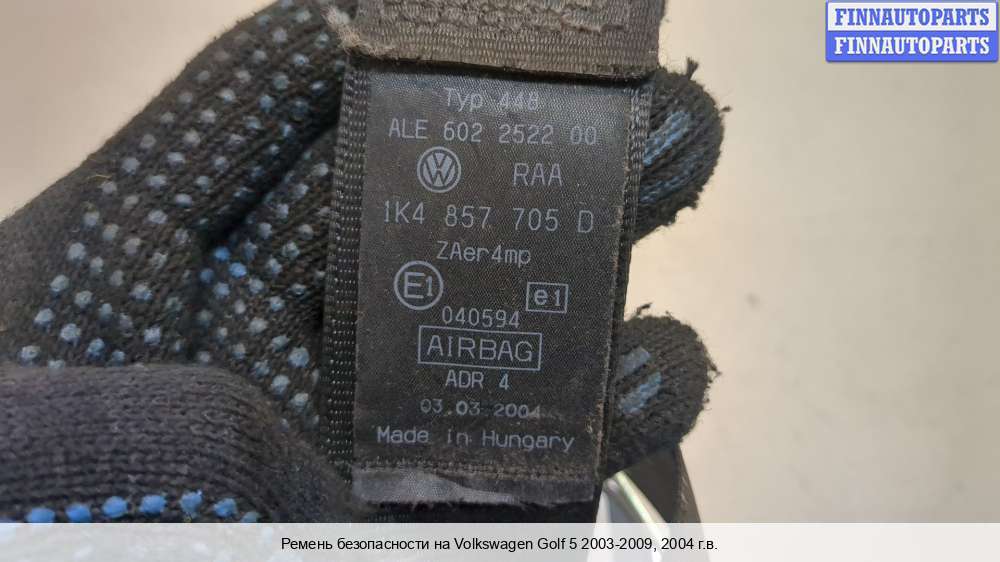 FINNAUTOPARTS
FINNAUTOPARTS
Typ 448
ALE 602 2522 00
VW RAA
1K4 857 705 D
ZAer4mp
E1 e1
040594
AIRBAG
ADR 4
03.03.2004
Made in Hungary
Ремень безопасности на Volkswagen Golf 5 2003-2009, 2004 г.в.